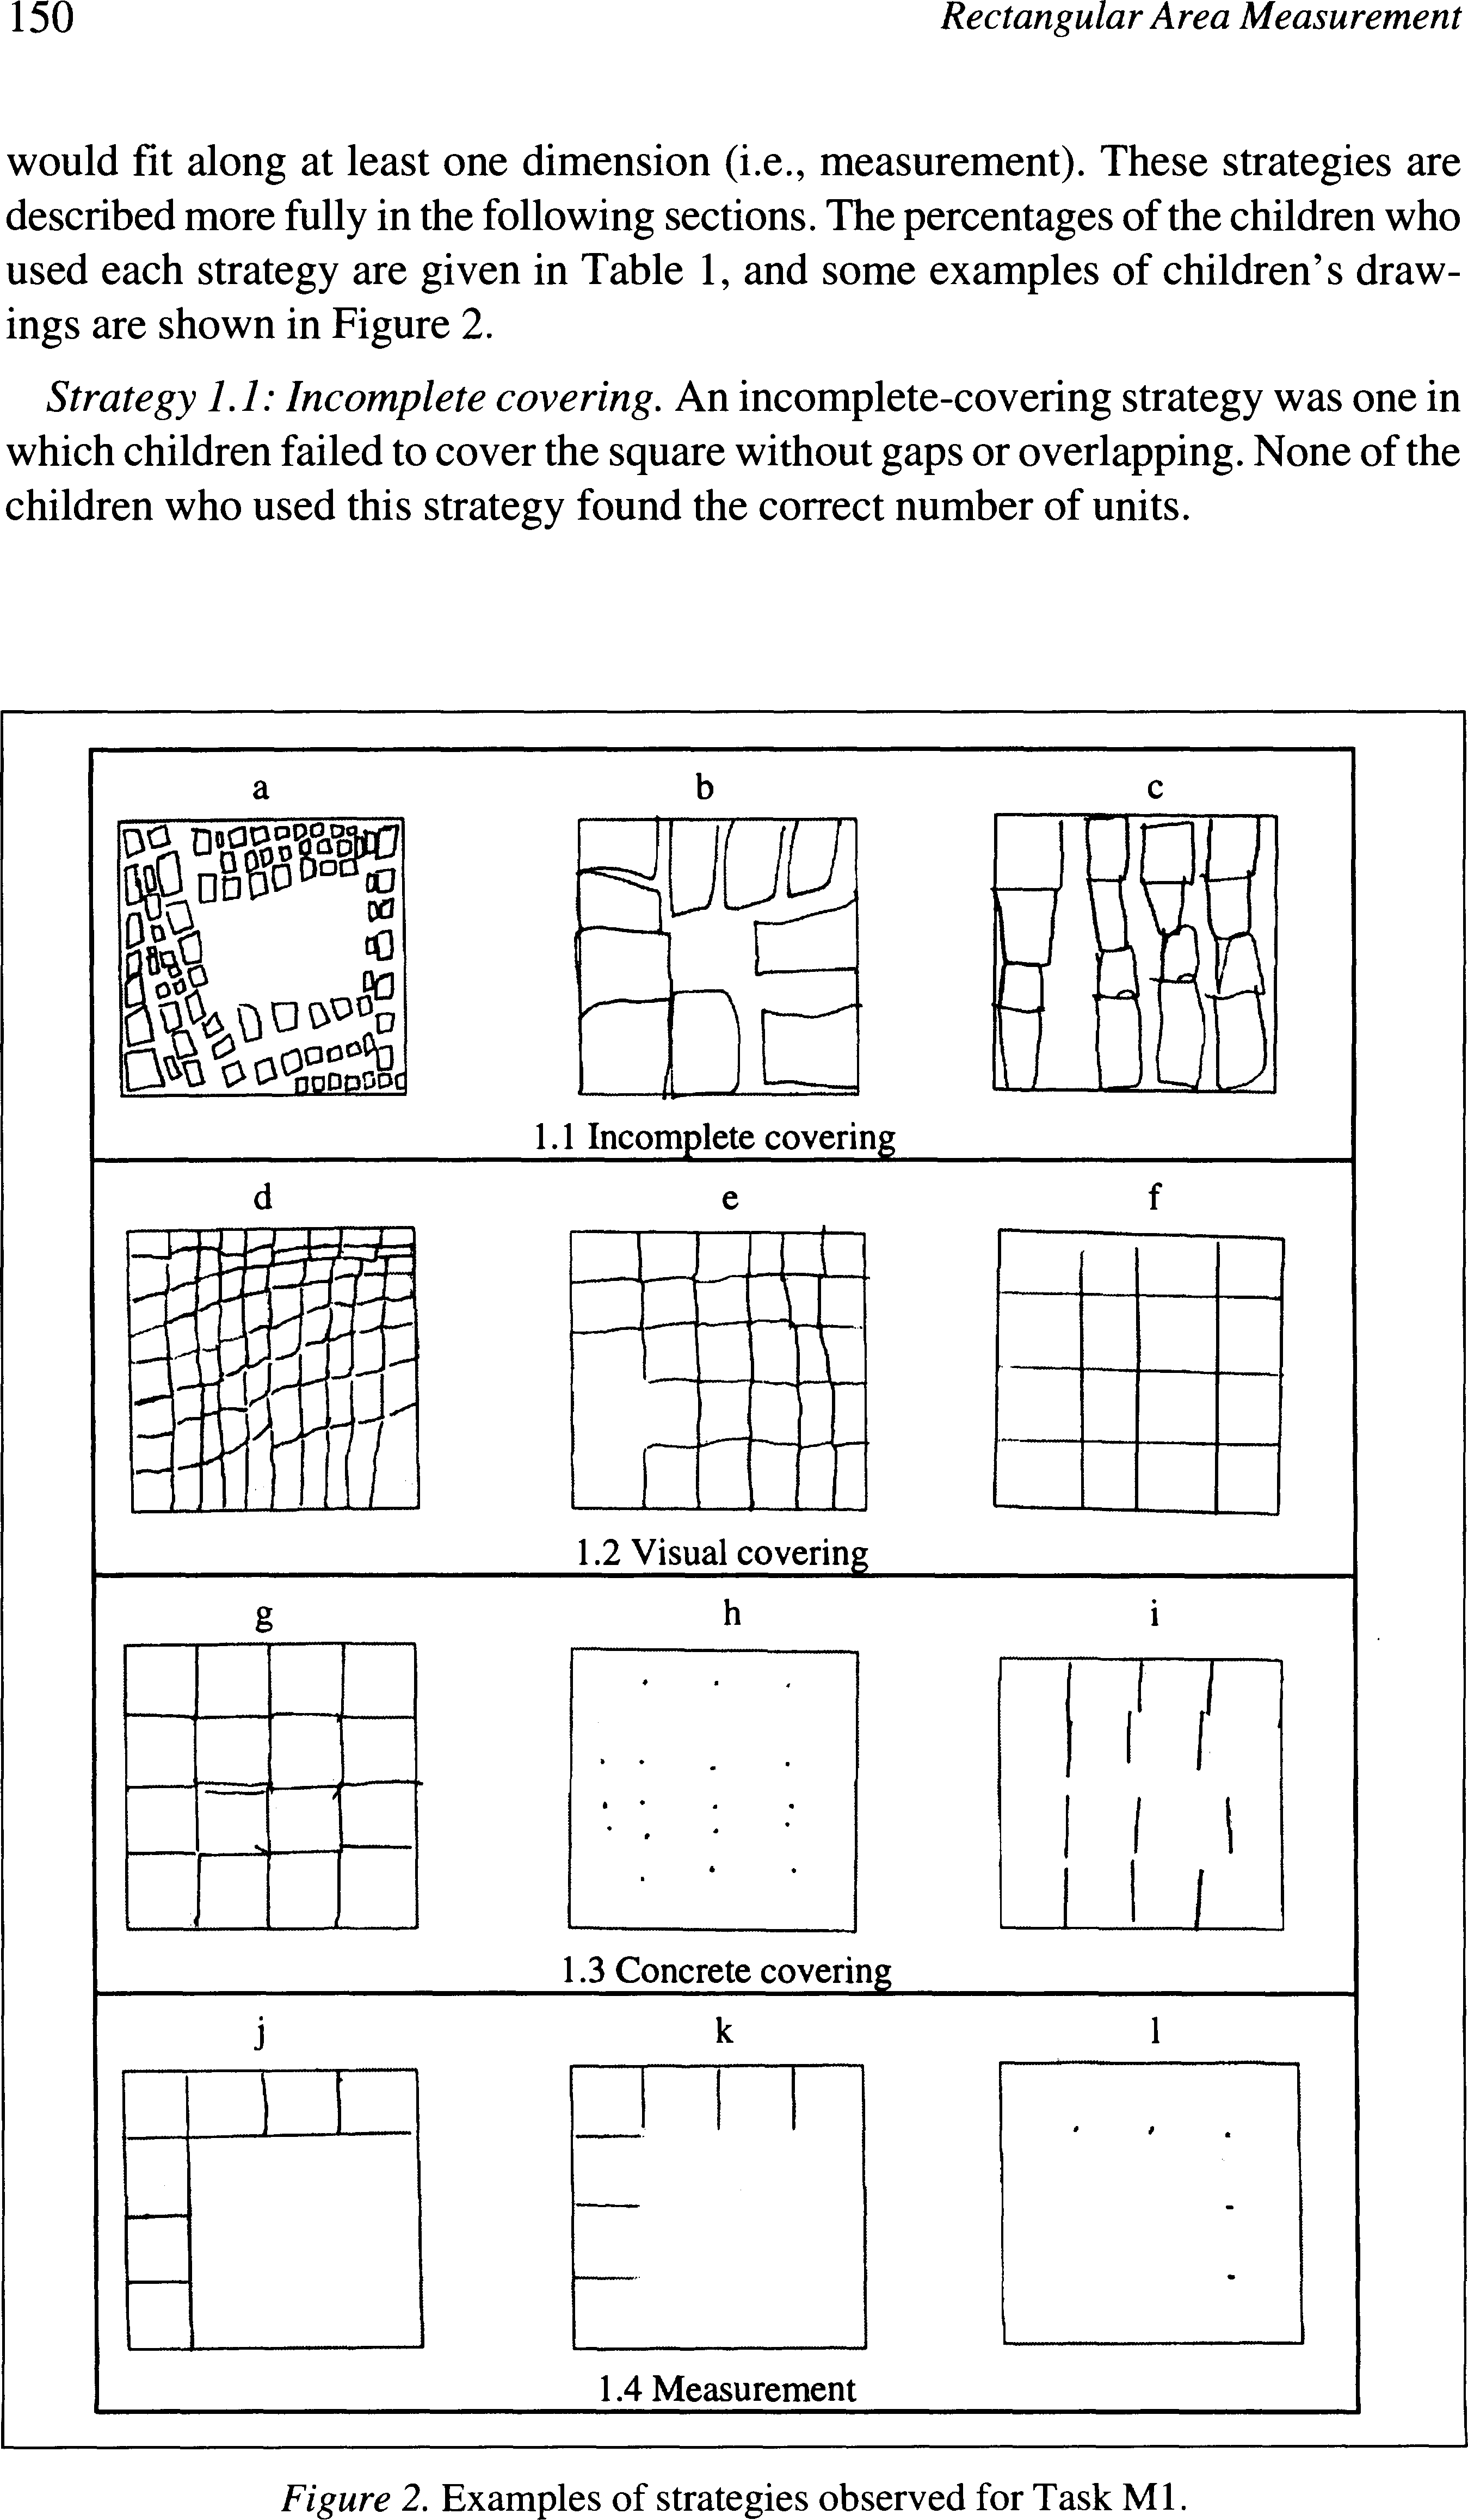 150
Rectangular Area Measurement
would fit along at least one dimension (i.e., measurement). These strategies are
described more fully in the following sections. The percentages of the children who
used each strategy are given in Table 1, and some examples of children's draw-
ings are shown in Figure 2.
Strategy 1.1: Incomplete covering. An incomplete-covering strategy was one in
which children failed to cover the square without gaps or overlapping. None of the
children who used this strategy found the correct number of units.
a
b
c
1.1 Incomplete covering
d
e
f
1.2 Visual covering
g
h
i
1.3 Concrete covering
j
k
l
1.4 Measurement
Figure 2. Examples of strategies observed for Task M1.